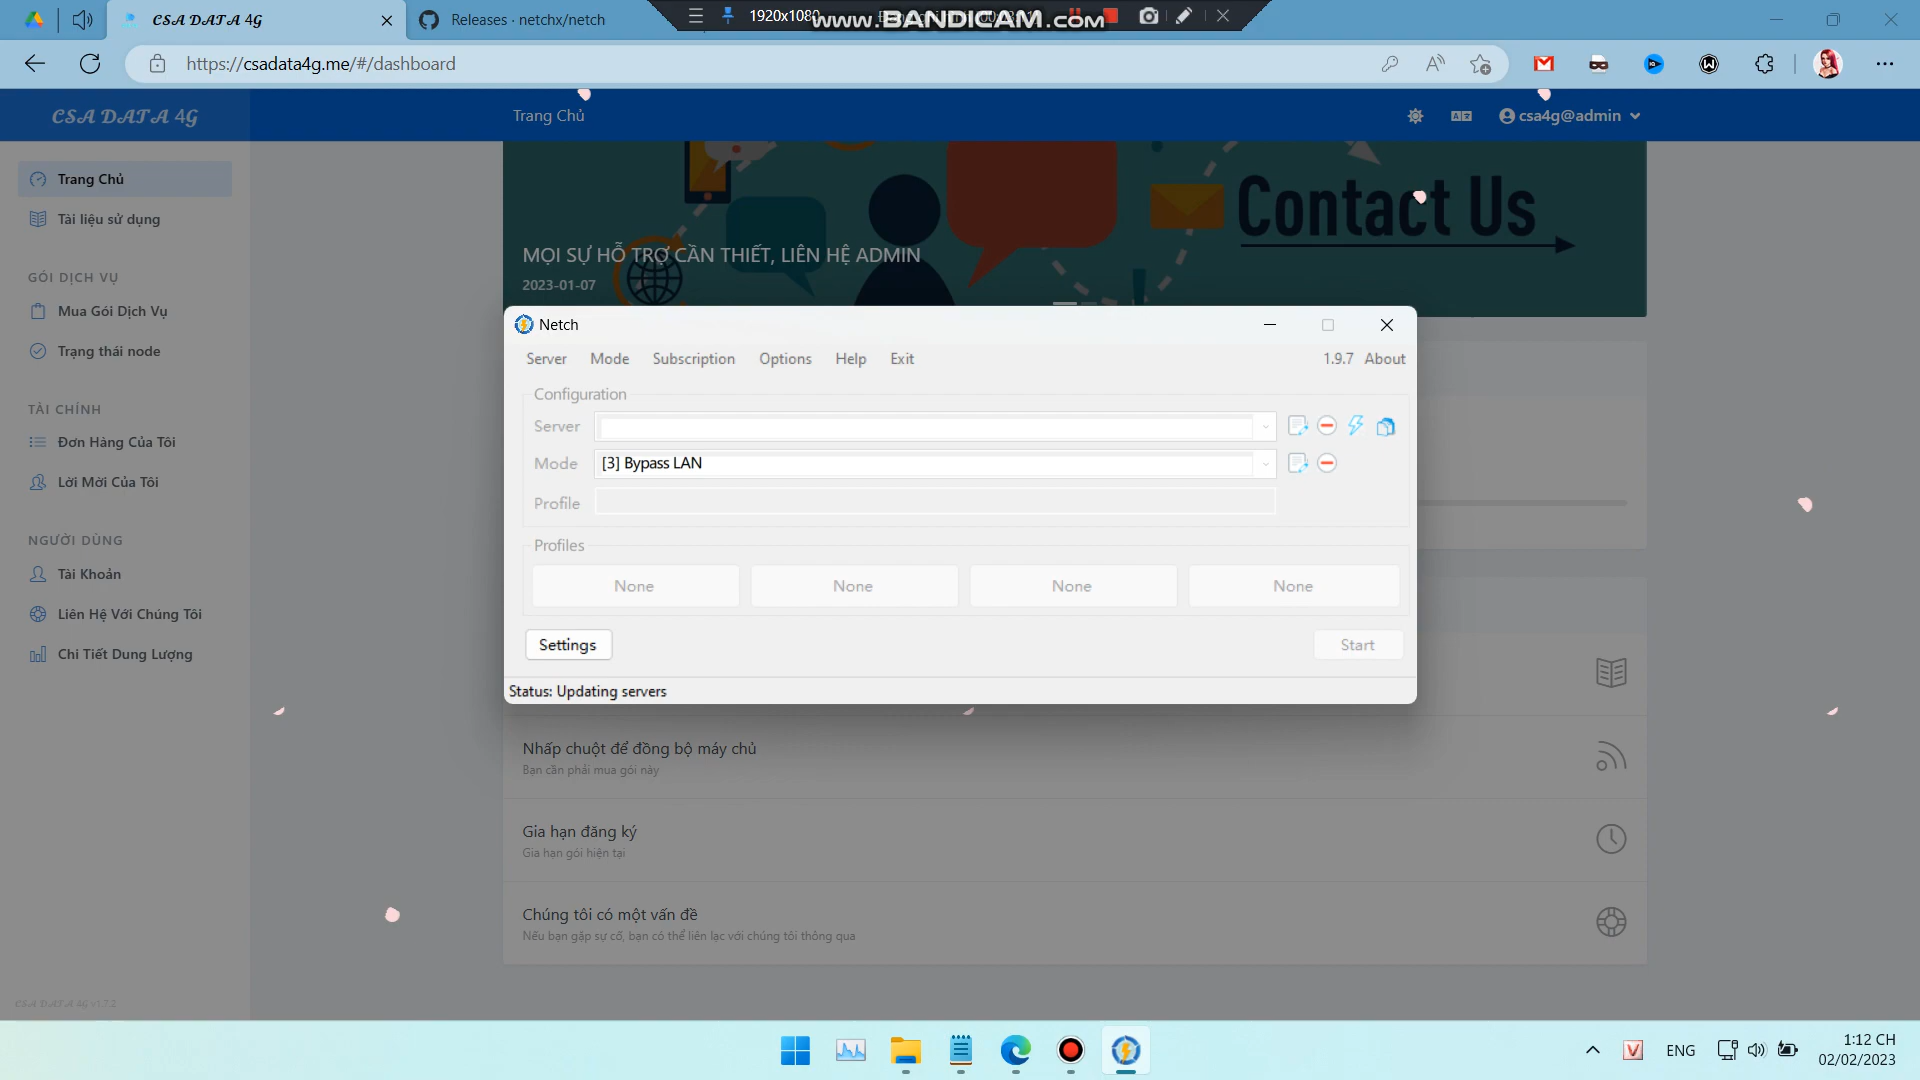 CSA DATA 4G
Releases · netchx/netch
1920x1080
www.BANDICAM.com
https://csadata4g.me/#/dashboard
CSA DATA 4G
Trang Chủ
csa4g@admin
Trang Chủ
Tài liệu sử dụng
GÓI DỊCH VỤ
Mua Gói Dịch Vụ
Trạng thái node
TÀI CHÍNH
Đơn Hàng Của Tôi
Lời Mời Của Tôi
NGƯỜI DÙNG
Tài Khoản
Liên Hệ Với Chúng Tôi
Chi Tiết Dung Lượng
CSA DATA 4G v1.7.2
Contact Us
MỌI SỰ HỖ TRỢ CẦN THIẾT, LIÊN HỆ ADMIN
2023-01-07
Netch
Server Mode Subscription Options Help Exit 1.9.7 About
Configuration
Server
Mode [3] Bypass LAN
Profile
Profiles
None None None None
Settings Start
Status: Updating servers
Nhấp chuột để đồng bộ máy chủ
Bạn cần phải mua gói này
Gia hạn đăng ký
Gia hạn gói hiện tại
Chúng tôi có một vấn đề
Nếu bạn gặp sự cố, bạn có thể liên lạc với chúng tôi thông qua
ENG
1:12 CH
02/02/2023